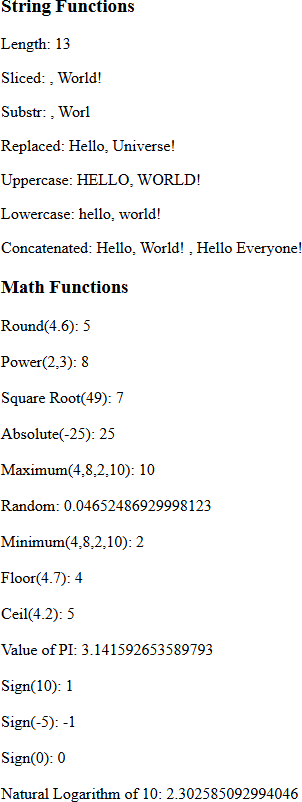 String Functions
Length: 13
Sliced: , World!
Substr: , Worl
Replaced: Hello, Universe!
Uppercase: HELLO, WORLD!
Lowercase: hello, world!
Concatenated: Hello, World! , Hello Everyone!
Math Functions
Round(4.6): 5
Power(2,3): 8
Square Root(49): 7
Absolute(-25): 25
Maximum(4,8,2,10): 10
Random: 0.04652486929998123
Minimum(4,8,2,10): 2
Floor(4.7): 4
Ceil(4.2): 5
Value of PI: 3.141592653589793
Sign(10): 1
Sign(-5): -1
Sign(0): 0
Natural Logarithm of 10: 2.302585092994046